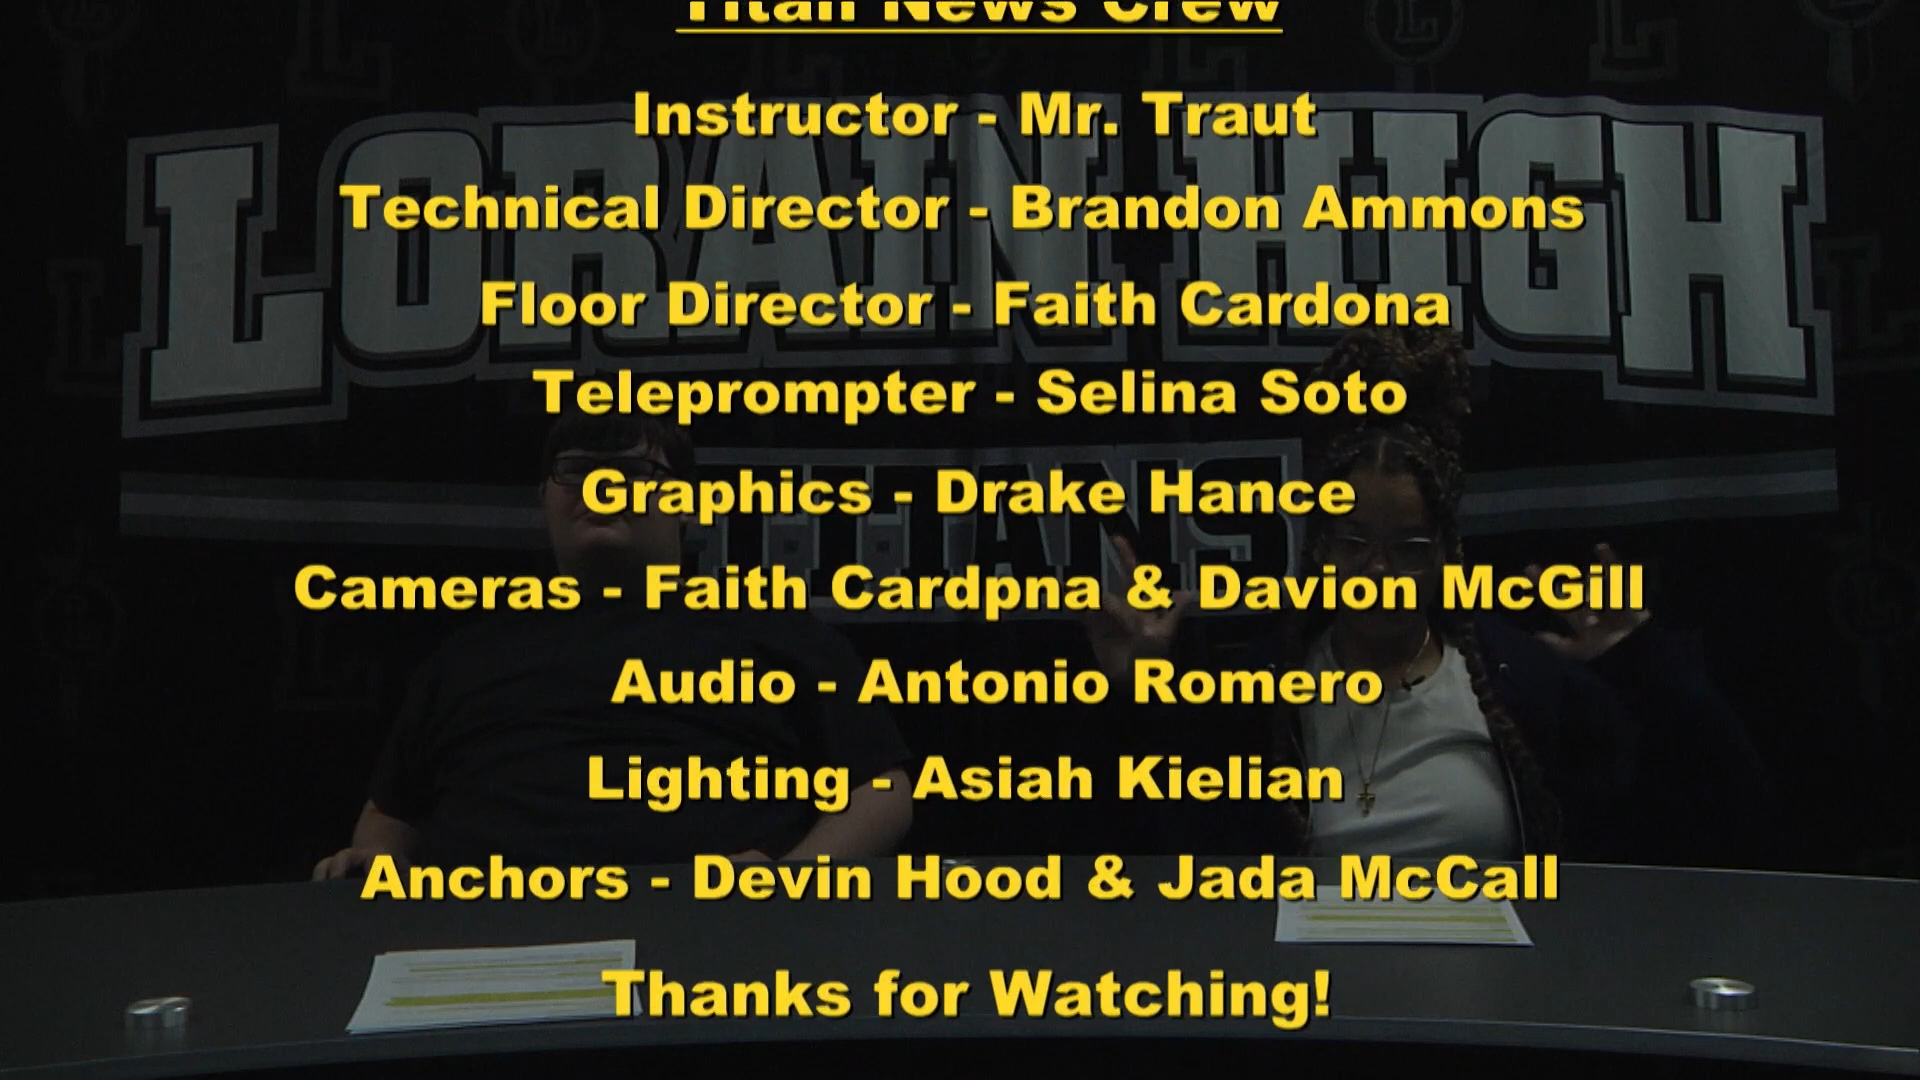 Titan News Crew
Instructor - Mr. Traut
Technical Director - Brandon Ammons
Floor Director - Faith Cardona
Teleprompter - Selina Soto
Graphics - Drake Hance
Cameras - Faith Cardpna & Davion McGill
Audio - Antonio Romero
Lighting - Asiah Kielian
Anchors - Devin Hood & Jada McCall
Thanks for Watching!
LORAIN HIGH
TITANS